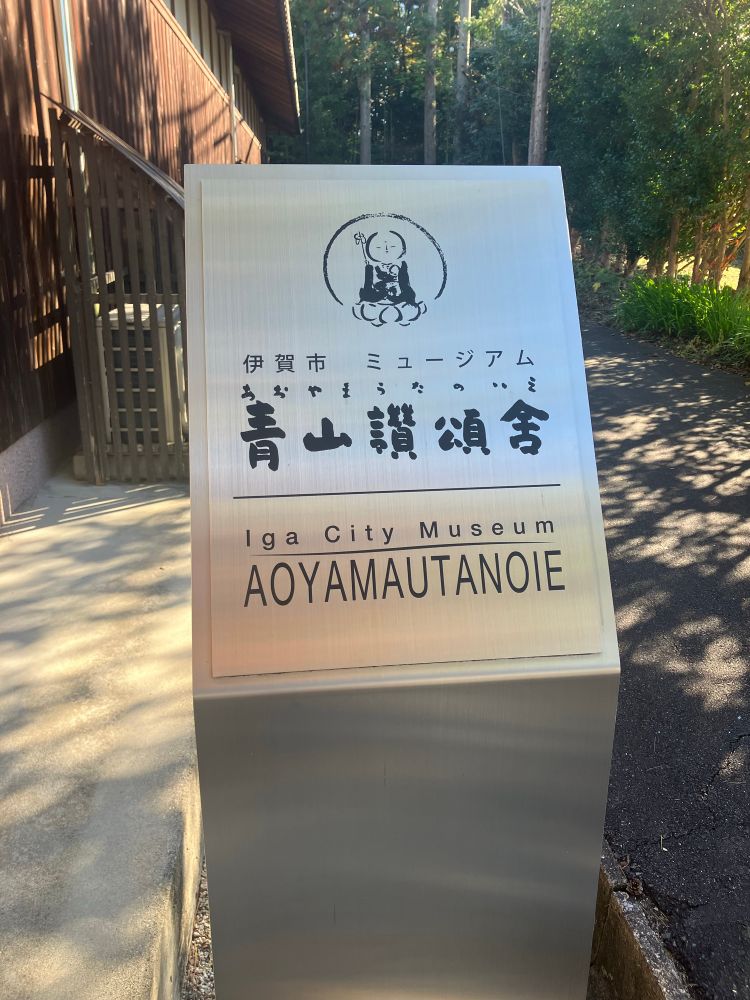 伊賀市 ミュージアム
あおやまうたのいえ
青山讃頌舎
Iga City Museum
AOYAMAUTANOIE